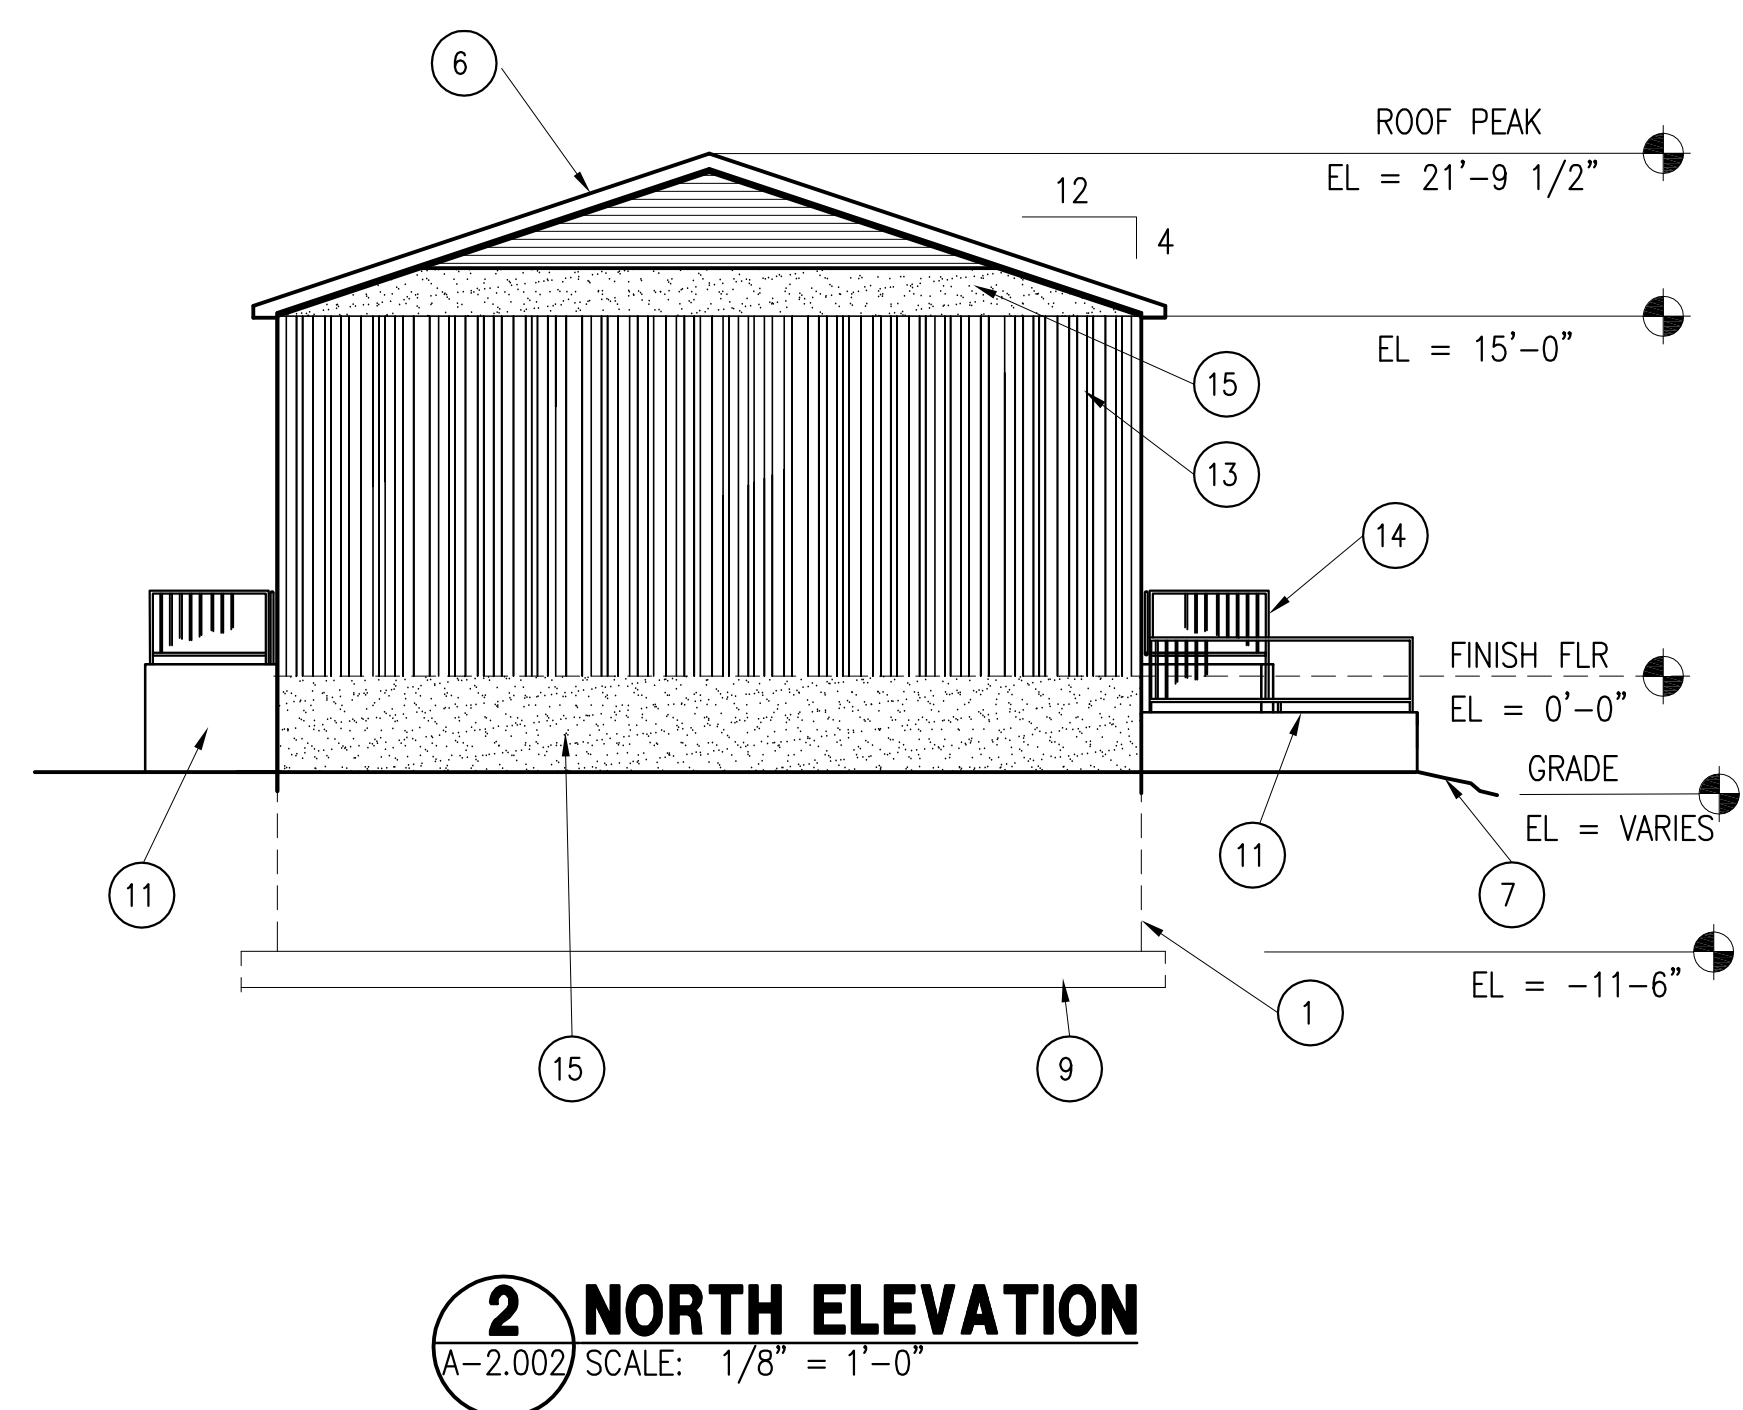 6
ROOF PEAK
EL = 21'-9 1/2"
12
4
EL = 15'-0"
15
13
14
FINISH FLR
EL = 0'-0"
GRADE
EL = VARIES
11
11
7
EL = -11-6"
1
15
9
2 NORTH ELEVATION
A-2.002 SCALE: 1/8" = 1'-0"